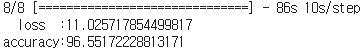 8/8 [==============================] - 86s 10s/step
loss :11.025717854499817
accuracy:96.55172228813171